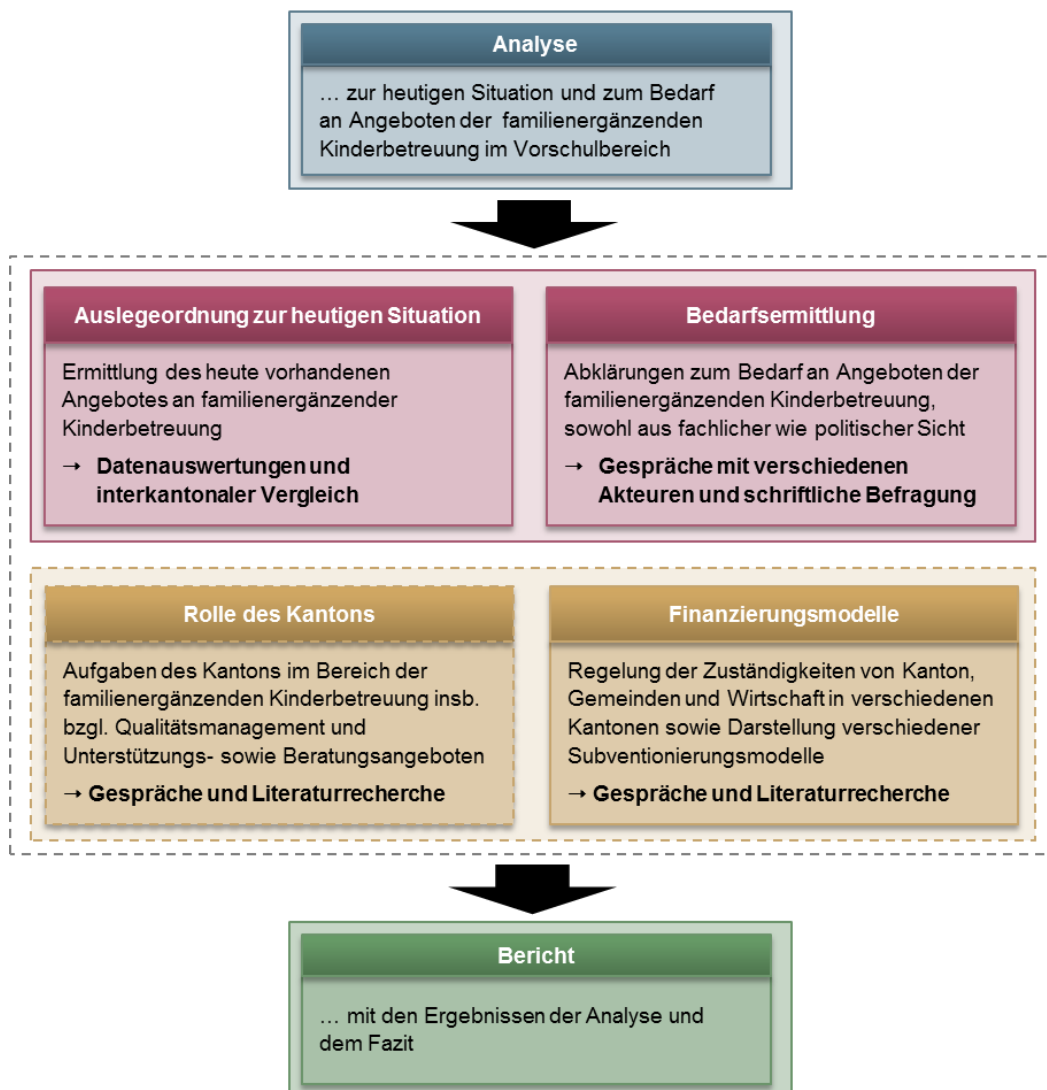 Analyse
… zur heutigen Situation und zum Bedarf
an Angeboten der familienergänzenden
Kinderbetreuung im Vorschulbereich
Auslegeordnung zur heutigen Situation
Ermittlung des heute vorhandenen
Angebotes an familienergänzender
Kinderbetreuung
→ Datenauswertungen und
interkantonaler Vergleich
Bedarfsermittlung
Abklärungen zum Bedarf an Angeboten der
familienergänzenden Kinderbetreuung,
sowohl aus fachlicher wie politischer Sicht
→ Gespräche mit verschiedenen
Akteuren und schriftliche Befragung
Rolle des Kantons
Aufgaben des Kantons im Bereich der
familienergänzenden Kinderbetreuung insb.
bzgl. Qualitätsmanagement und
Unterstützungs- sowie Beratungsangeboten
→ Gespräche und Literaturrecherche
Finanzierungsmodelle
Regelung der Zuständigkeiten von Kanton,
Gemeinden und Wirtschaft in verschiedenen
Kantonen sowie Darstellung verschiedener
Subventionierungsmodelle
→ Gespräche und Literaturrecherche
Bericht
… mit den Ergebnissen der Analyse und
dem Fazit